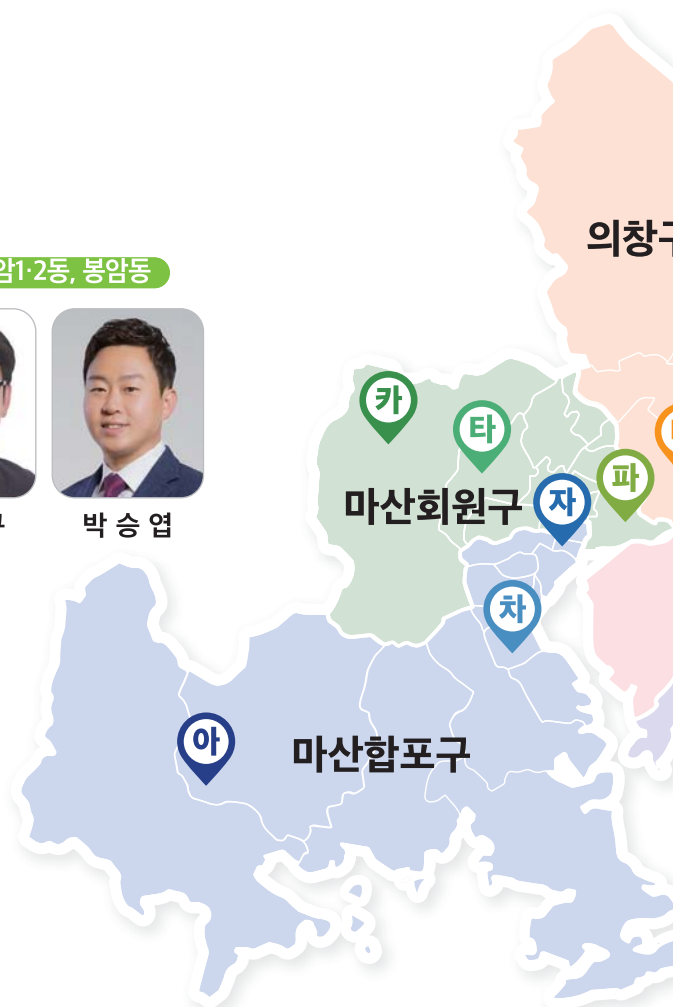 의창구
암1·2동, 봉암동
카
타
파
마산회원구
자
박 승 엽
차
아
마산합포구